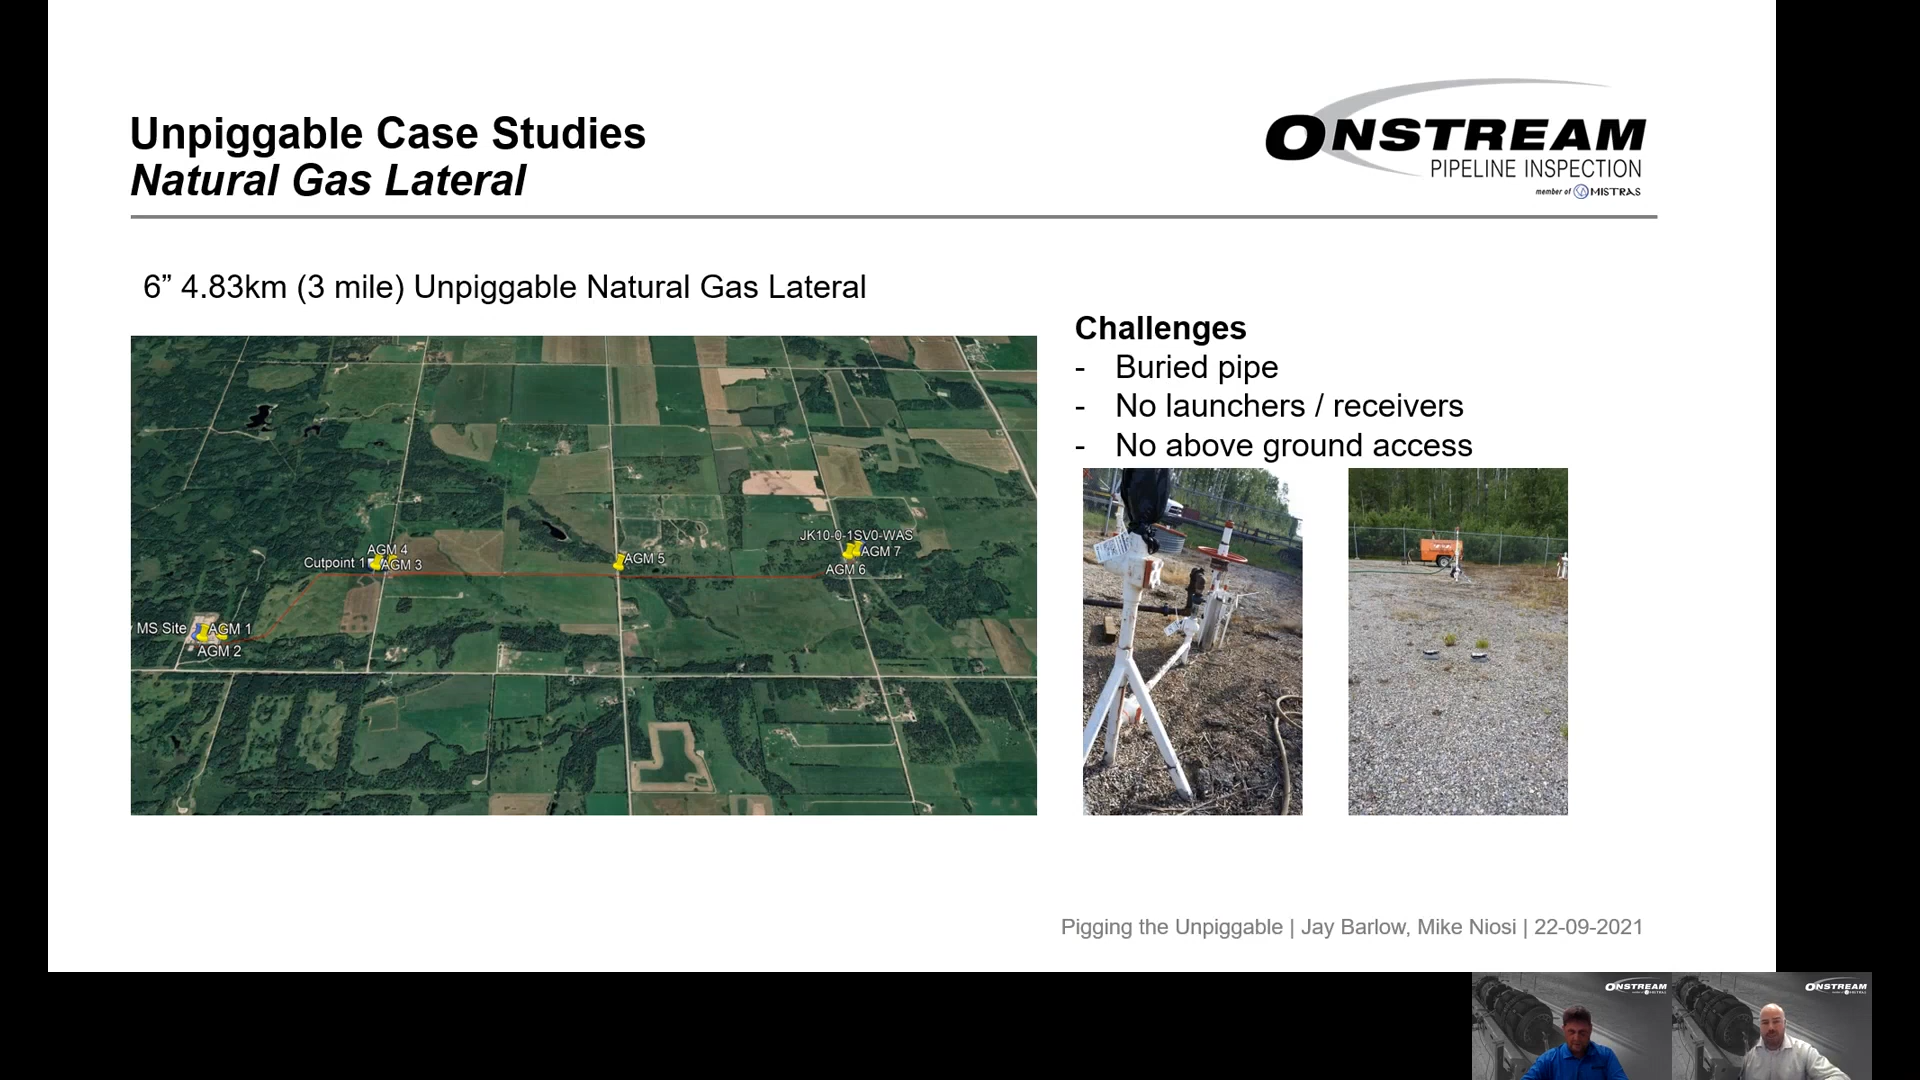 Unpiggable Case Studies
Natural Gas Lateral
ONSTREAM
PIPELINE INSPECTION
member of MISTRAS
6” 4.83km (3 mile) Unpiggable Natural Gas Lateral
Challenges
- Buried pipe
- No launchers / receivers
- No above ground access
JK10-0-1SV0-WAS
AGM 4
AGM 7
AGM 5
Cutpoint 1
AGM 3
AGM 6
MS Site
AGM 1
AGM 2
Pigging the Unpiggable | Jay Barlow, Mike Niosi | 22-09-2021
ONSTREAM
ONSTREAM